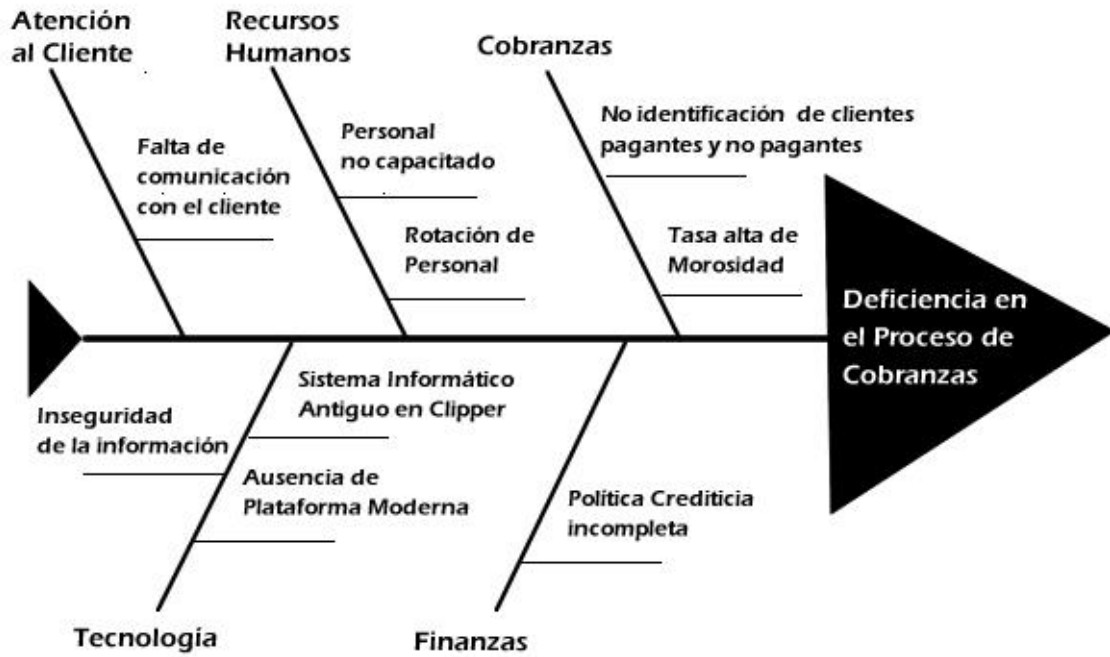 Atención
al Cliente
Recursos
Humanos
Cobranzas
Falta de
comunicación
con el cliente
Personal
no capacitado
Rotación de
Personal
No identificación de clientes
pagantes y no pagantes
Tasa alta de
Morosidad
Deficiencia en
el Proceso de
Cobranzas
Inseguridad
de la información
Sistema Informático
Antiguo en Clipper
Ausencia de
Plataforma Moderna
Política Crediticia
incompleta
Tecnología
Finanzas